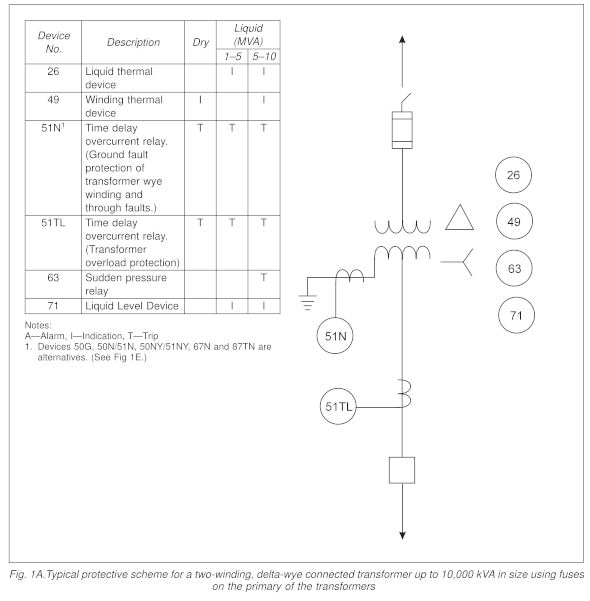 Device No.
Description
Dry
Liquid (MVA)
1–5 5–10
26 Liquid thermal device I I
49 Winding thermal device I I
51N1 Time delay T T T
overcurrent relay.
(Ground fault
protection of
transformer wye
winding and
through faults.)
51TL Time delay T T T
overcurrent relay.
(Transformer
overload protection)
63 Sudden pressure relay T
71 Liquid Level Device I I
Notes:
A—Alarm, I—Indication, T—Trip
1. Devices 50G, 50N/51N, 50NY/51NY, 67N and 87TN are
alternatives. (See Fig 1E.)
26
49
63
71
51N
51TL
Fig. 1A.Typical protective scheme for a two-winding, delta-wye connected transformer up to 10,000 kVA in size using fuses
on the primary of the transformers